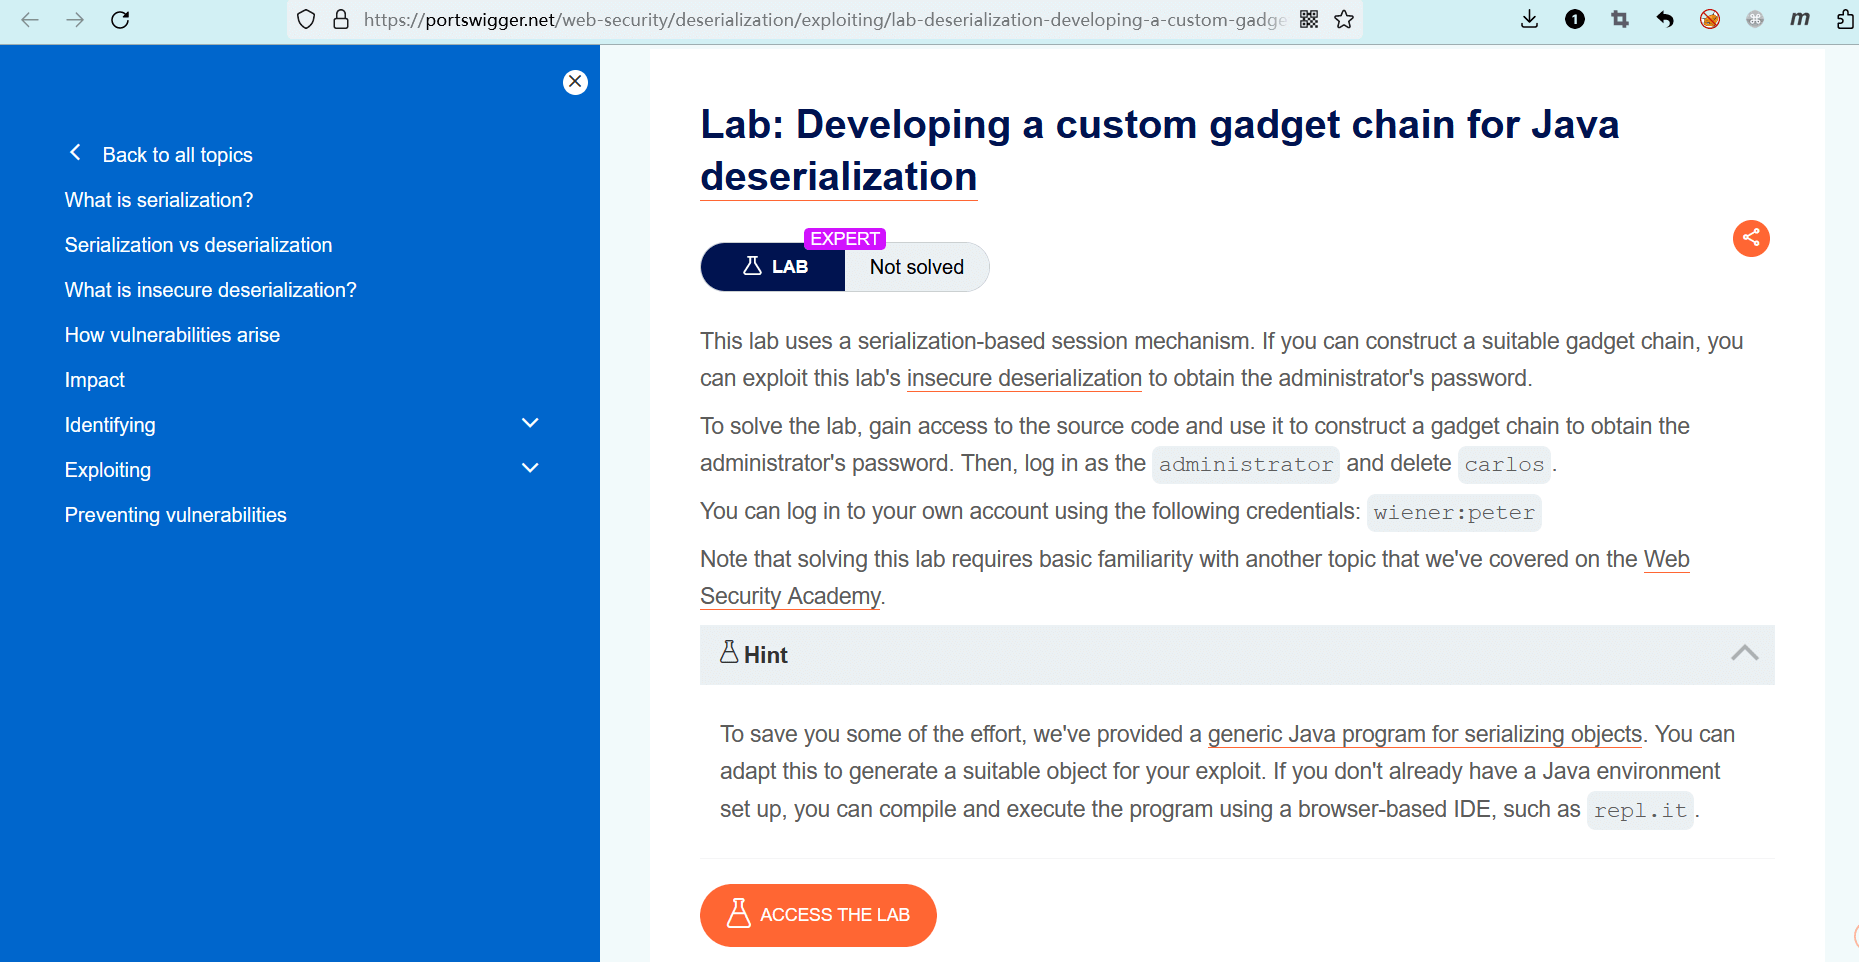 https://portswigger.net/web-security/deserialization/exploiting/lab-deserialization-developing-a-custom-gadge
1
m
Back to all topics
What is serialization?
Serialization vs deserialization
What is insecure deserialization?
How vulnerabilities arise
Impact
Identifying
Exploiting
Preventing vulnerabilities
Lab: Developing a custom gadget chain for Java
deserialization
EXPERT
LAB Not solved
This lab uses a serialization-based session mechanism. If you can construct a suitable gadget chain, you
can exploit this lab's insecure deserialization to obtain the administrator's password.
To solve the lab, gain access to the source code and use it to construct a gadget chain to obtain the
administrator's password. Then, log in as the administrator and delete carlos.
You can log in to your own account using the following credentials: wiener:peter
Note that solving this lab requires basic familiarity with another topic that we've covered on the Web
Security Academy.
Hint
To save you some of the effort, we've provided a generic Java program for serializing objects. You can
adapt this to generate a suitable object for your exploit. If you don't already have a Java environment
set up, you can compile and execute the program using a browser-based IDE, such as repl.it.
ACCESS THE LAB